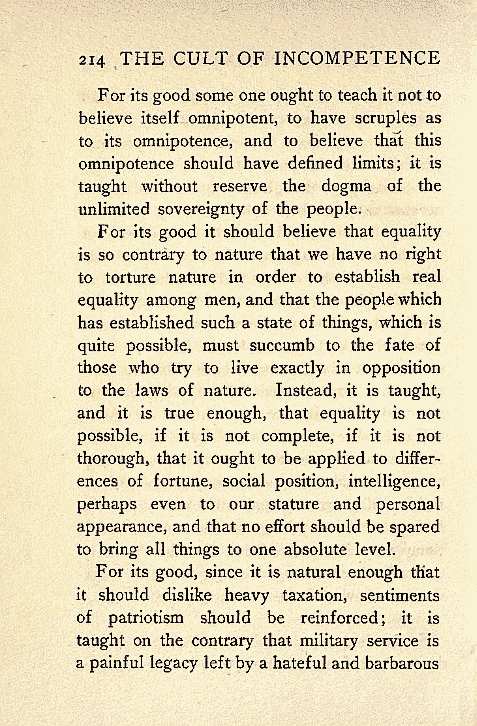 214 THE CULT OF INCOMPETENCE
For its good some one ought to teach it not to
believe itself omnipotent, to have scruples as
to its omnipotence, and to believe that this
omnipotence should have defined limits; it is
taught without reserve the dogma of the
unlimited sovereignty of the people.
For its good it should believe that equality
is so contrary to nature that we have no right
to torture nature in order to establish real
equality among men, and that the people which
has established such a state of things, which is
quite possible, must succumb to the fate of
those who try to live exactly in opposition
to the laws of nature. Instead, it is taught,
and it is true enough, that equality is not
possible, if it is not complete, if it is not
thorough, that it ought to be applied to differ-
ences of fortune, social position, intelligence,
perhaps even to our stature and personal
appearance, and that no effort should be spared
to bring all things to one absolute level.
For its good, since it is natural enough that
it should dislike heavy taxation, sentiments
of patriotism should be reinforced; it is
taught on the contrary that military service is
a painful legacy left by a hateful and barbarous